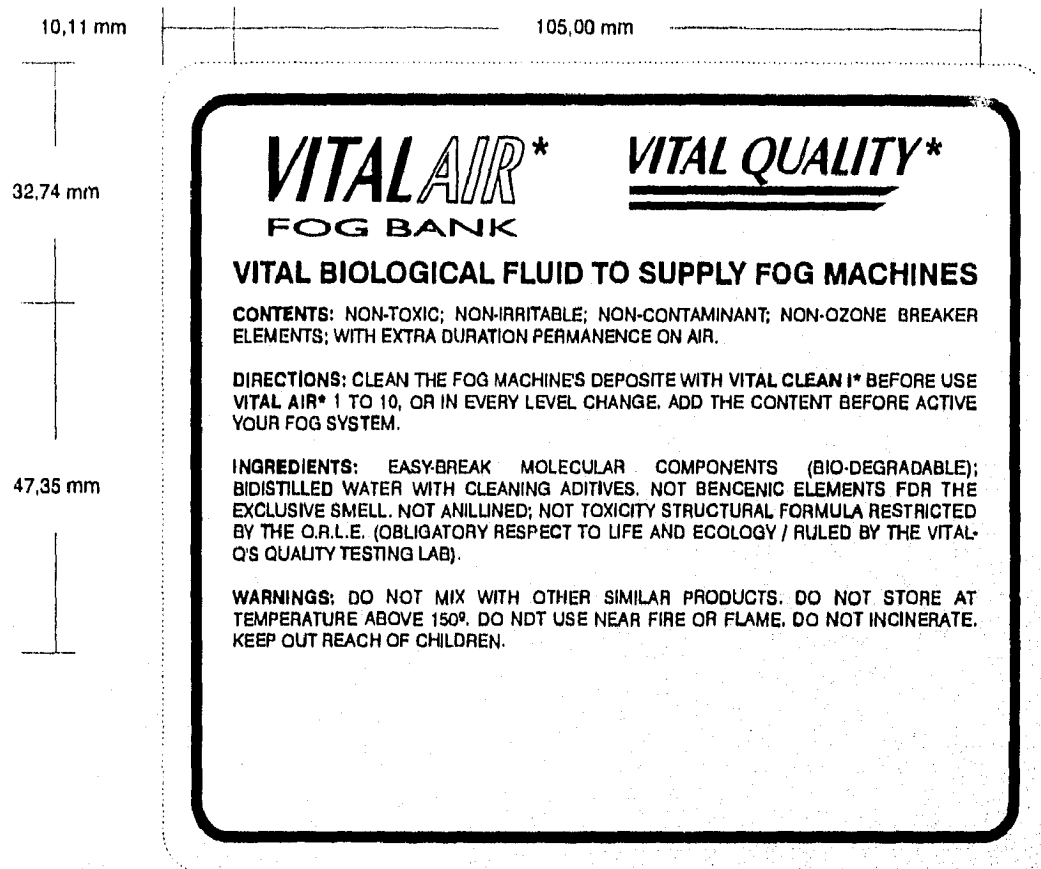 10,11 mm
105,00 mm
32,74 mm
47,35 mm
VITAL AIR* VITAL QUALITY*
FOG BANK
VITAL BIOLOGICAL FLUID TO SUPPLY FOG MACHINES
CONTENTS: NON-TOXIC; NON-IRRITABLE; NON-CONTAMINANT; NON-OZONE BREAKER
ELEMENTS; WITH EXTRA DURATION PERMANENCE ON AIR.
DIRECTIONS: CLEAN THE FOG MACHINE'S DEPOSITE WITH VITAL CLEAN I* BEFORE USE
VITAL AIR* 1 TO 10, OR IN EVERY LEVEL CHANGE. ADD THE CONTENT BEFORE ACTIVE
YOUR FOG SYSTEM.
INGREDIENTS: EASY-BREAK MOLECULAR COMPONENTS (BIO-DEGRADABLE);
BIDISTILLED WATER WITH CLEANING ADITIVES. NOT BENCENIC ELEMENTS FOR THE
EXCLUSIVE SMELL. NOT ANILLINED; NOT TOXICITY STRUCTURAL FORMULA RESTRICTED
BY THE O.R.L.E. (OBLIGATORY RESPECT TO LIFE AND ECOLOGY / RULED BY THE VITAL-
Q'S QUALITY TESTING LAB).
WARNINGS: DO NOT MIX WITH OTHER SIMILAR PRODUCTS. DO NOT STORE AT
TEMPERATURE ABOVE 150º. DO NOT USE NEAR FIRE OR FLAME. DO NOT INCINERATE.
KEEP OUT REACH OF CHILDREN.